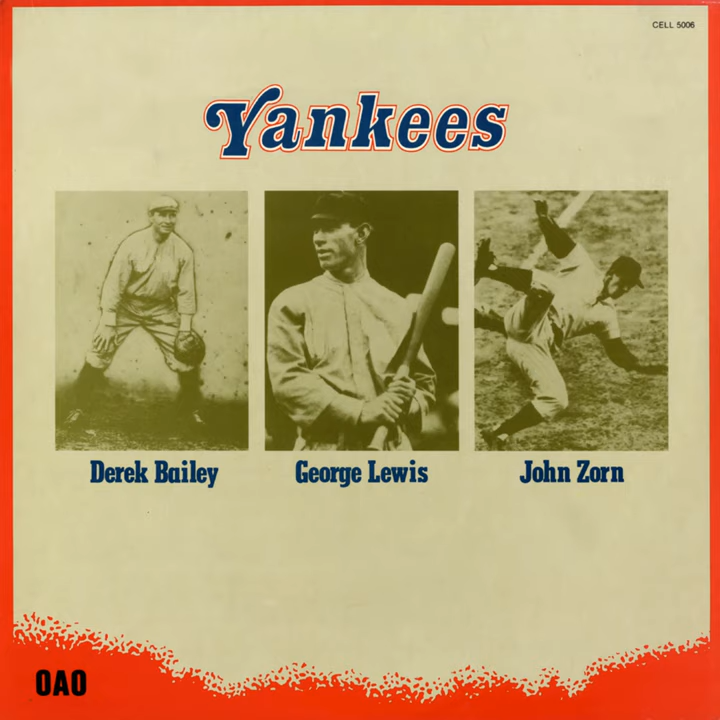 CELL 5006
Yankees
Derek Bailey
George Lewis
John Zorn
OAO